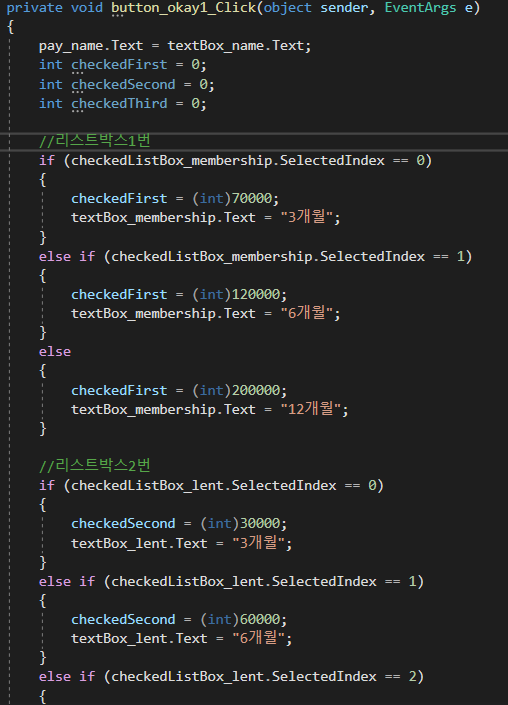 private void button_okay1_Click(object sender, EventArgs e)
{
pay_name.Text = textBox_name.Text;
int checkedFirst = 0;
int checkedSecond = 0;
int checkedThird = 0;
//리스트박스1번
if (checkedListBox_membership.SelectedIndex == 0)
{
checkedFirst = (int)70000;
textBox_membership.Text = "3개월";
}
else if (checkedListBox_membership.SelectedIndex == 1)
{
checkedFirst = (int)120000;
textBox_membership.Text = "6개월";
}
else
{
checkedFirst = (int)200000;
textBox_membership.Text = "12개월";
}
//리스트박스2번
if (checkedListBox_lent.SelectedIndex == 0)
{
checkedSecond = (int)30000;
textBox_lent.Text = "3개월";
}
else if (checkedListBox_lent.SelectedIndex == 1)
{
checkedSecond = (int)60000;
textBox_lent.Text = "6개월";
}
else if (checkedListBox_lent.SelectedIndex == 2)
{